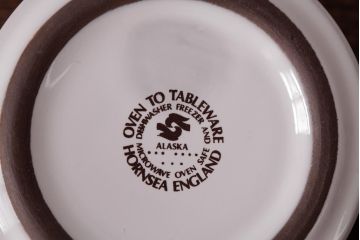 OVEN TO TABLEWARE
DISHWASHER FREEZER AND
ALASKA
MICROWAVE OVEN SAFE
HORNSEA ENGLAND